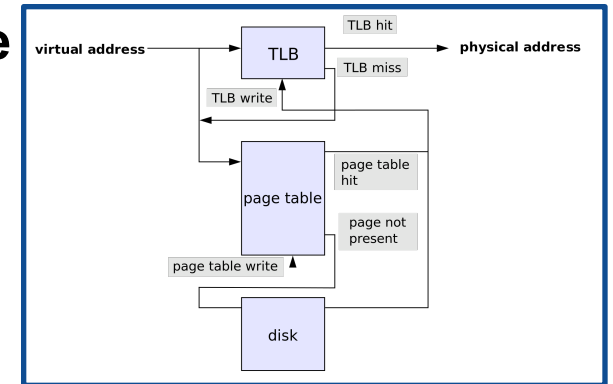 e
TLB hit
virtual address
TLB
physical address
TLB miss
TLB write
page table
hit
page table
page not
present
page table write
disk